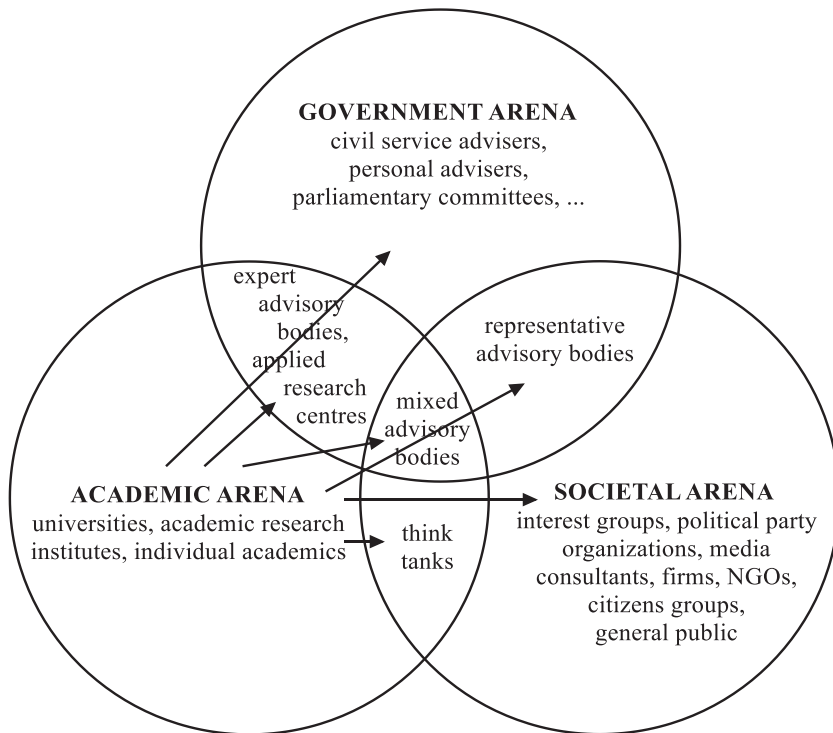 GOVERNMENT ARENA
civil service advisers,
personal advisers,
parliamentary committees, ...
expert
advisory
bodies,
applied
research
centres
representative
advisory bodies
mixed
advisory
bodies
ACADEMIC ARENA
universities, academic research
institutes, individual academics
think
tanks
SOCIETAL ARENA
interest groups, political party
organizations, media
consultants, firms, NGOs,
citizens groups,
general public